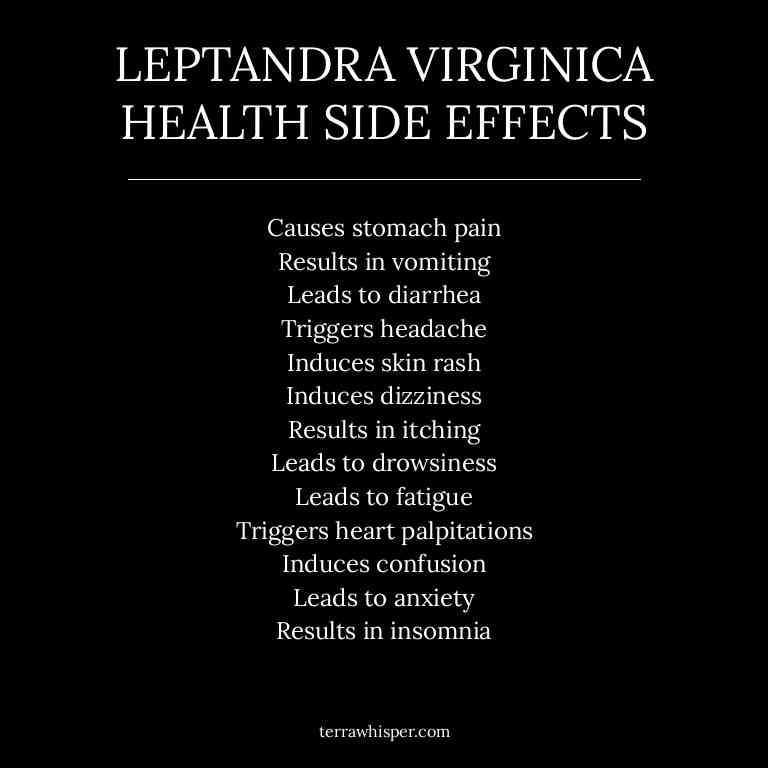 LEPTANDRA VIRGINICA
HEALTH SIDE EFFECTS
Causes stomach pain
Results in vomiting
Leads to diarrhea
Triggers headache
Induces skin rash
Induces dizziness
Results in itching
Leads to drowsiness
Leads to fatigue
Triggers heart palpitations
Induces confusion
Leads to anxiety
Results in insomnia
terrawhisper.com